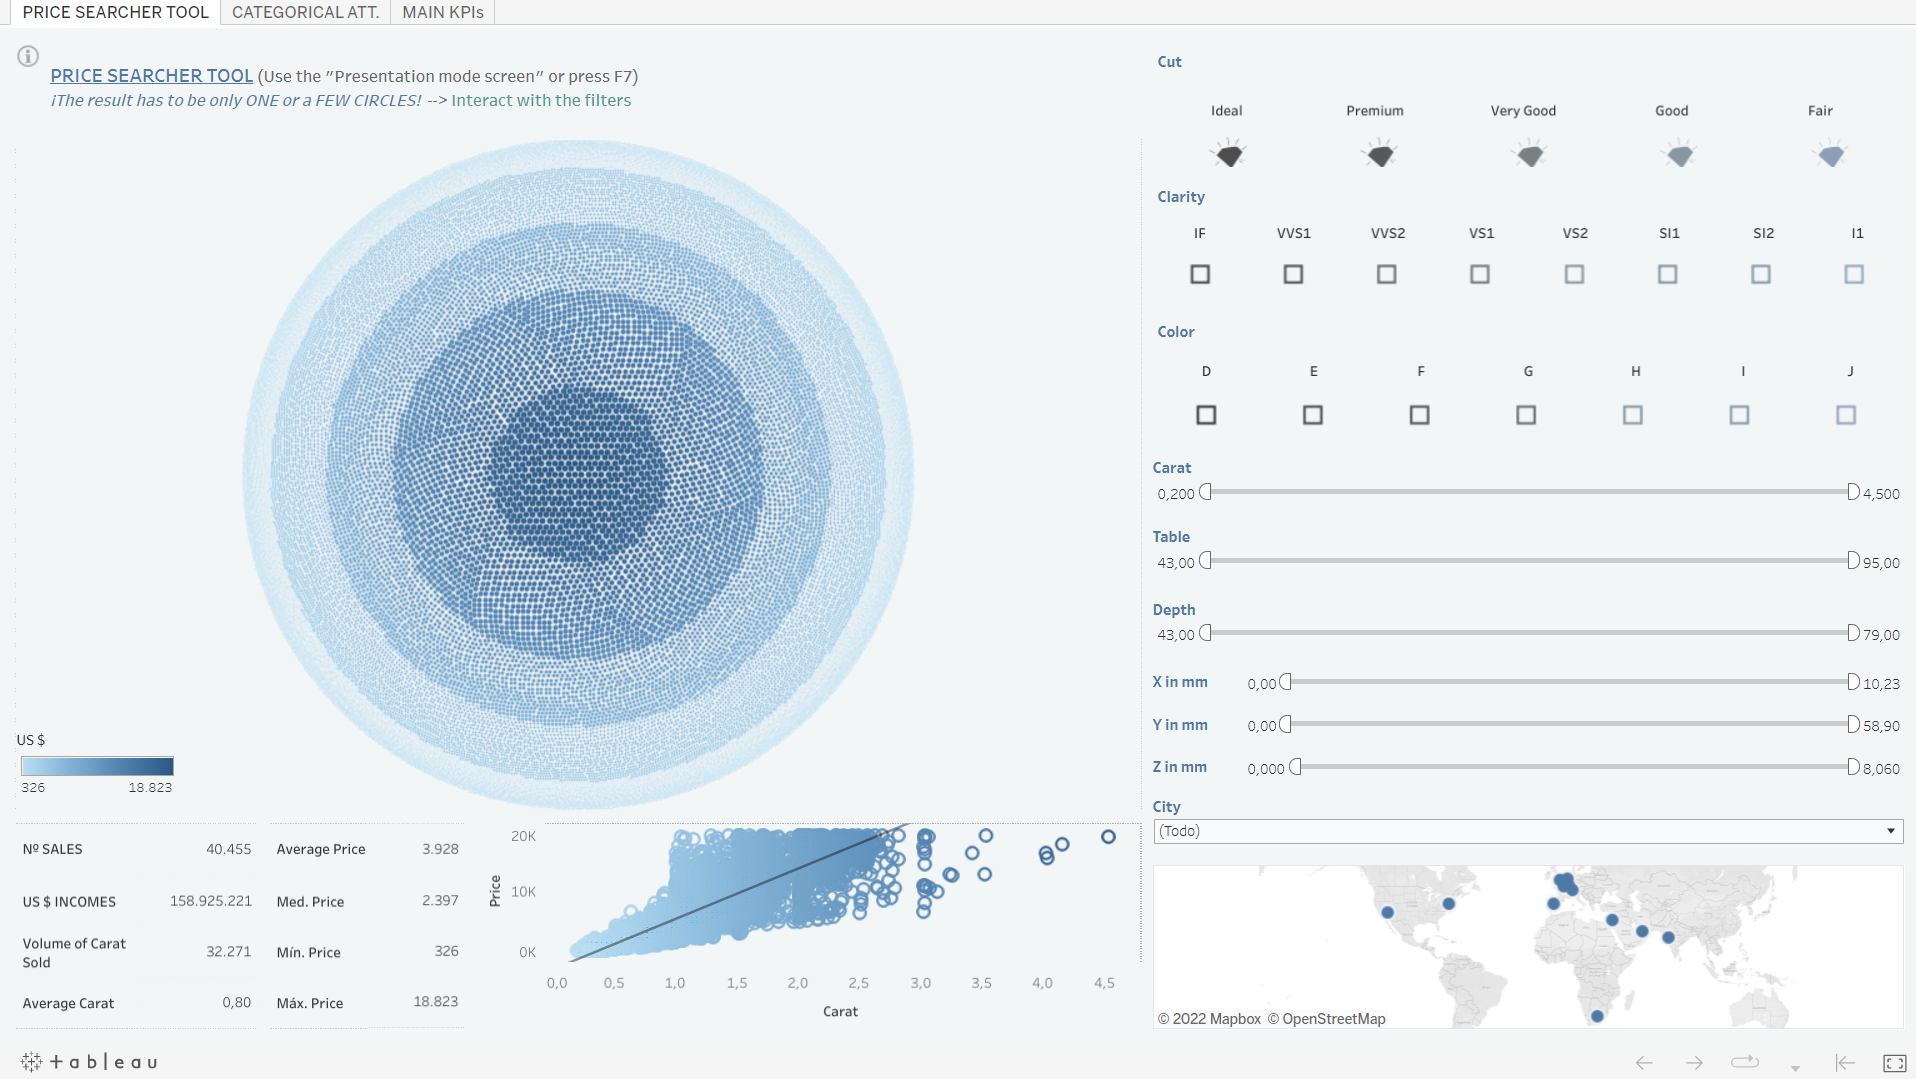 PRICE SEARCHER TOOL
CATEGORICAL ATT.
MAIN KPIs
PRICE SEARCHER TOOL (Use the "Presentation mode screen" or press F7)
¡The result has to be only ONE or a FEW CIRCLES! --> Interact with the filters
US $
326 18.823
Nº SALES 40.455
US $ INCOMES 158.925.221
Volume of Carat
Sold 32.271
Average Carat 0,80
Average Price 3.928
Med. Price 2.397
Mín. Price 326
Máx. Price 18.823
Price
20K
10K
0K
0,0 0,5 1,0 1,5 2,0 2,5 3,0 3,5 4,0 4,5
Carat
Cut
Ideal Premium Very Good Good Fair
Clarity
IF VVS1 VVS2 VS1 VS2 SI1 SI2 I1
Color
D E F G H I J
Carat
0,200 4,500
Table
43,00 95,00
Depth
43,00 79,00
X in mm 0,00 10,23
Y in mm 0,00 58,90
Z in mm 0,000 8,060
City
(Todo)
© 2022 Mapbox © OpenStreetMap
+ a b | e a u